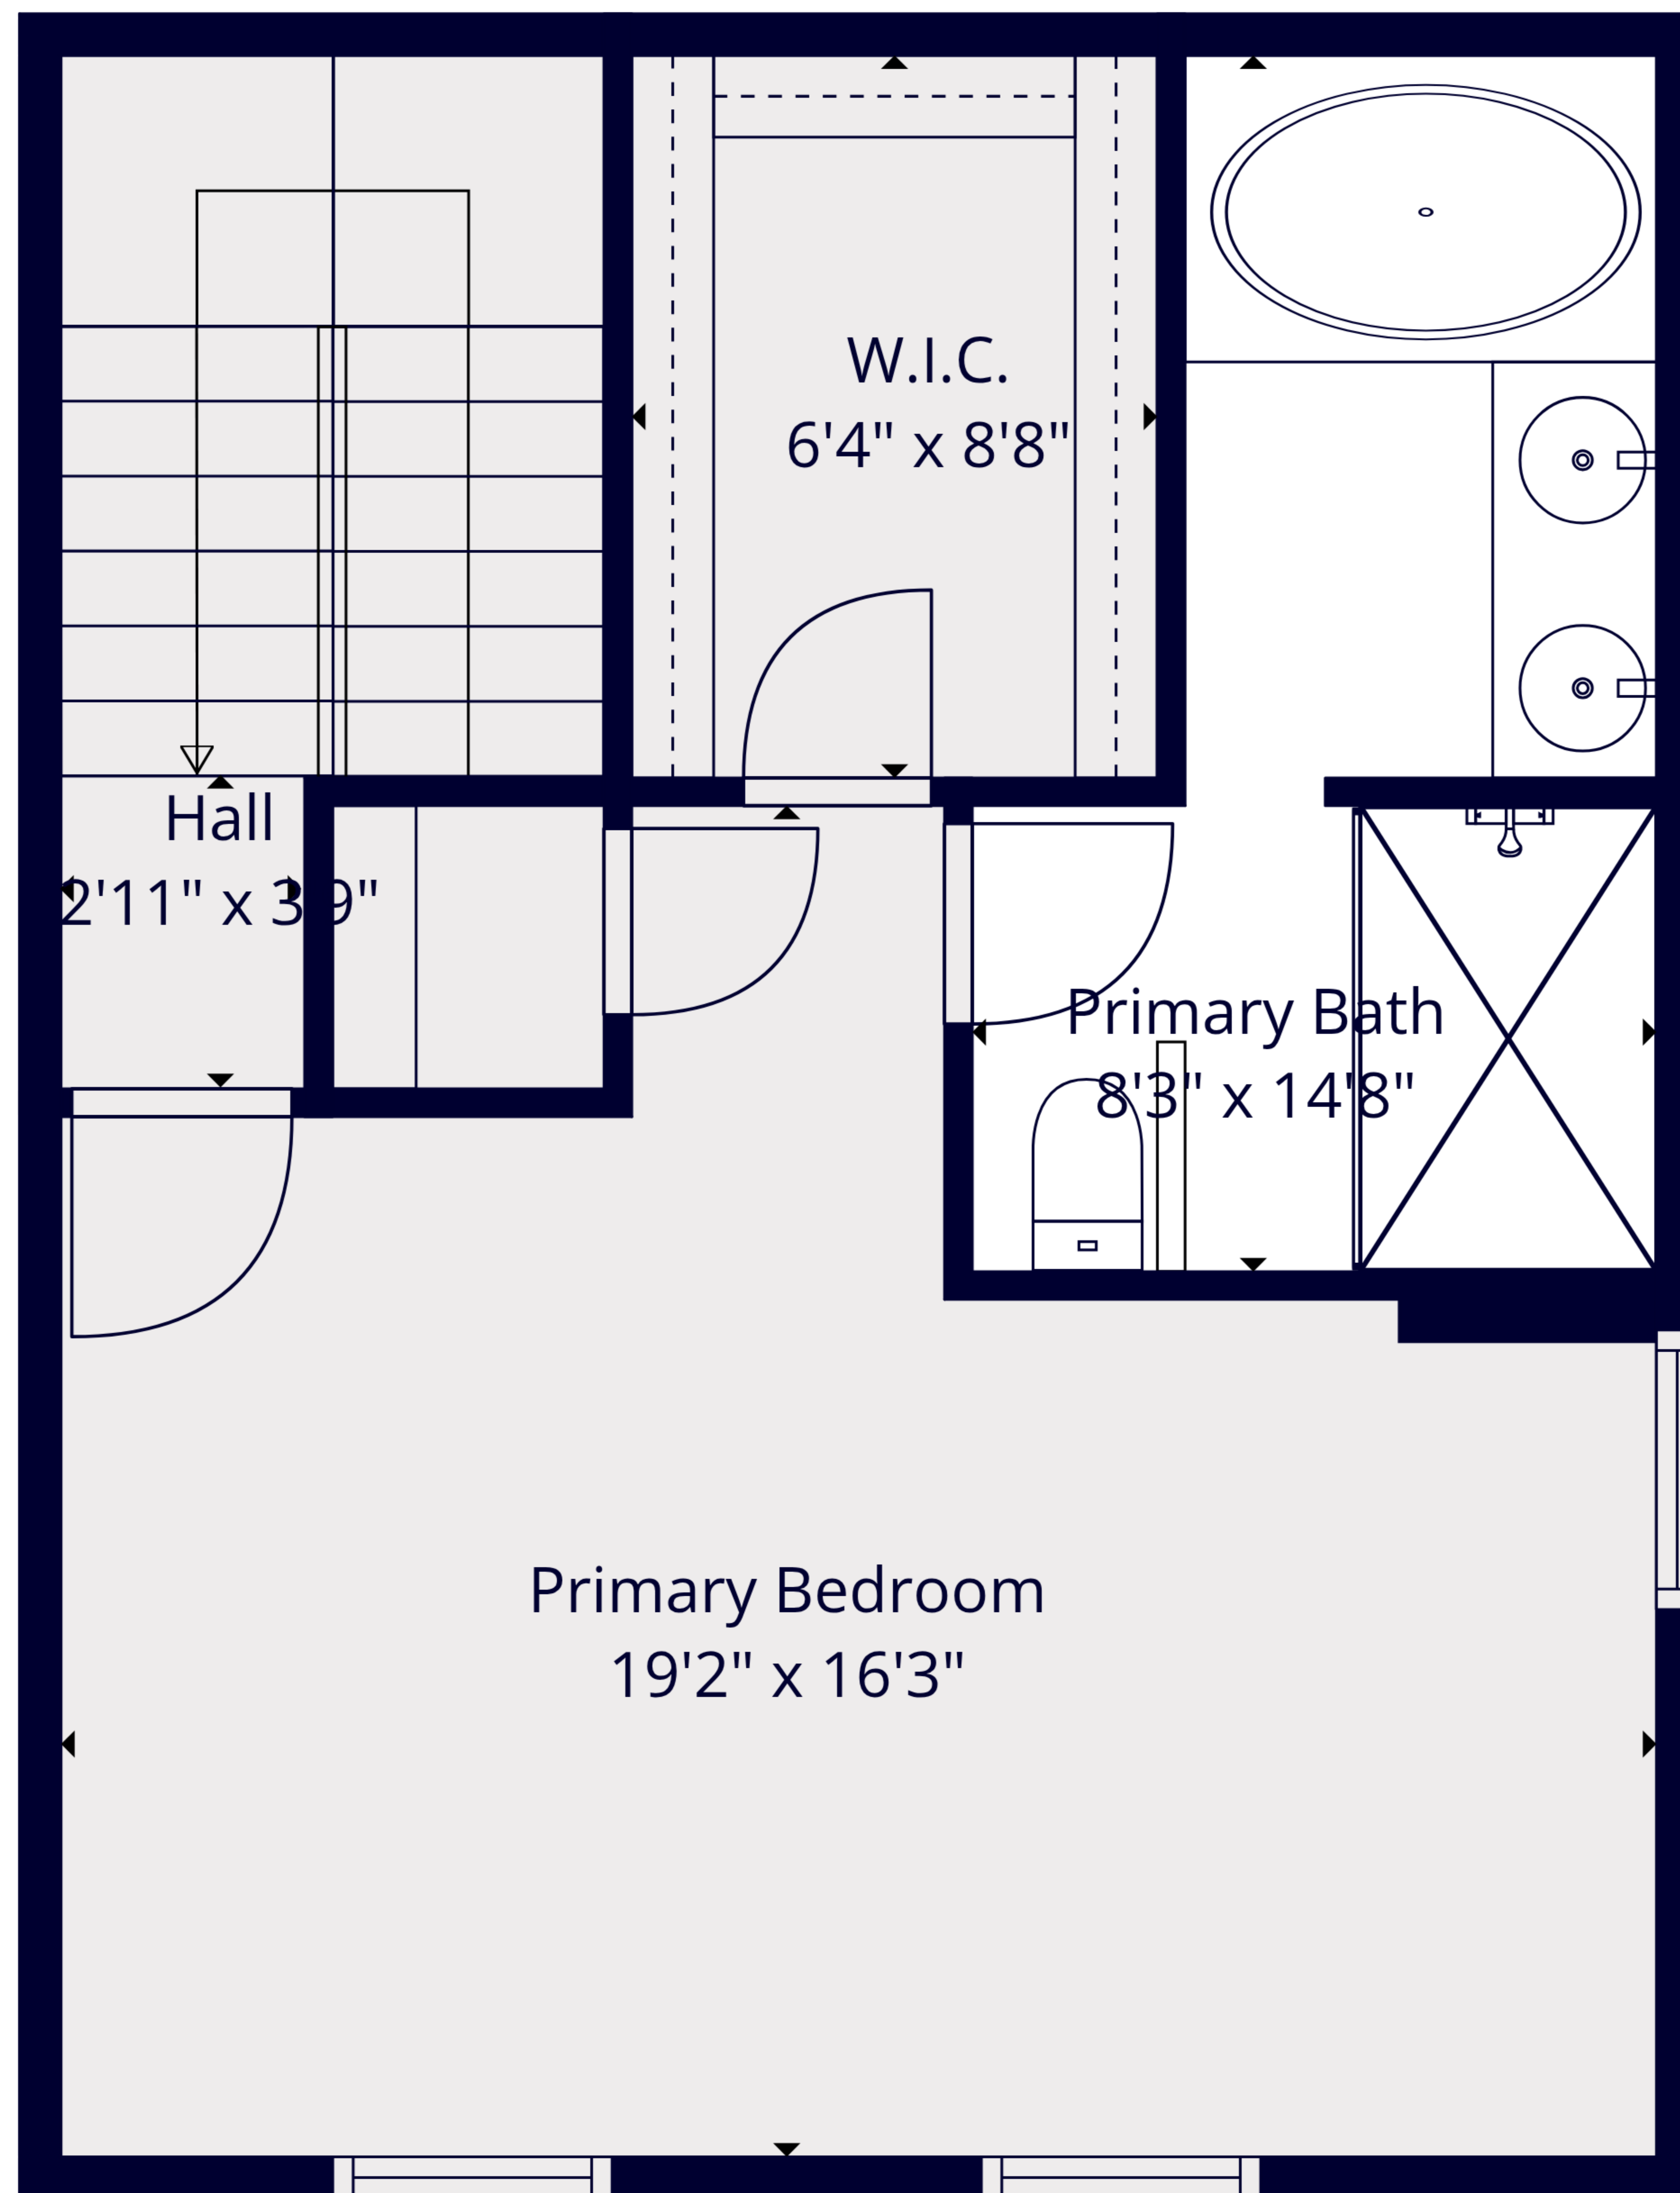 W.I.C.
6'4" x 8'8"
Hall
2'11" x 3'9"
Primary Bath
8'3" x 14'8"
Primary Bedroom
19'2" x 16'3"